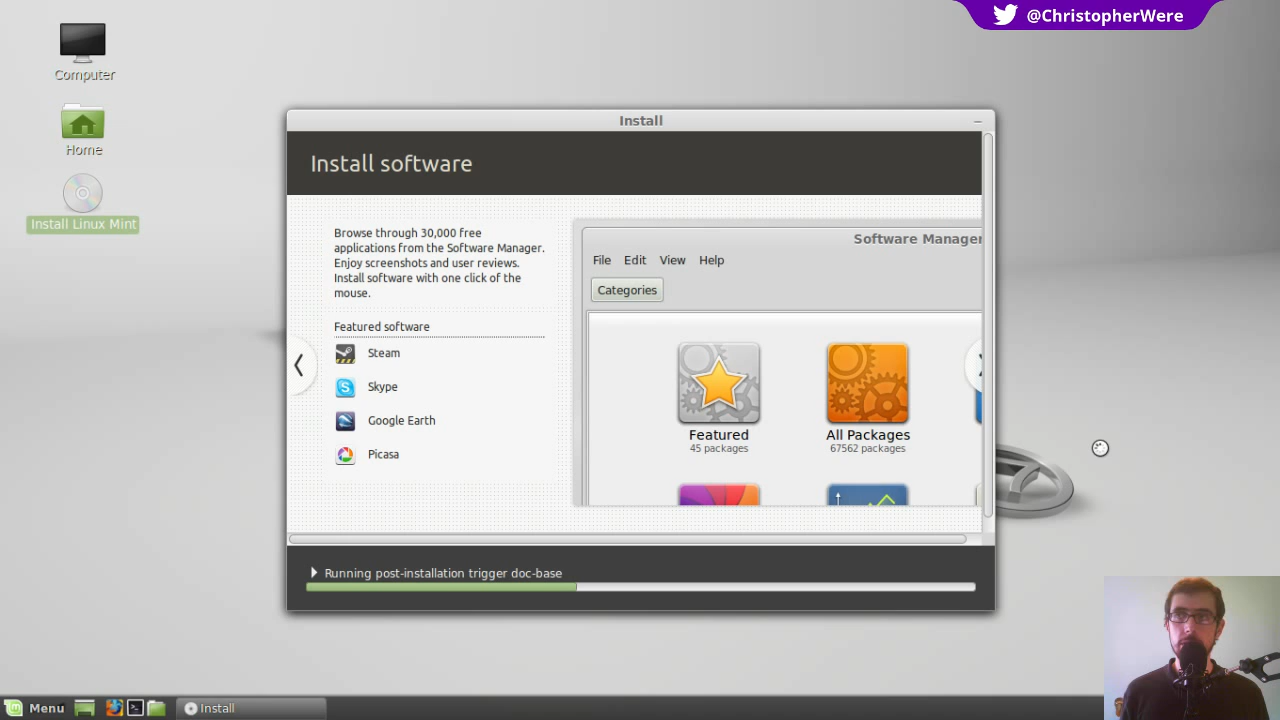 @ChristopherWere
Computer
Home
Install Linux Mint
Install
Install software
Browse through 30,000 free
applications from the Software Manager.
Enjoy screenshots and user reviews.
Install software with one click of the
mouse.
Featured software
Steam
Skype
Google Earth
Picasa
Software Manager
File Edit View Help
Categories
Featured
45 packages
All Packages
67562 packages
Running post-installation trigger doc-base
Menu
Install